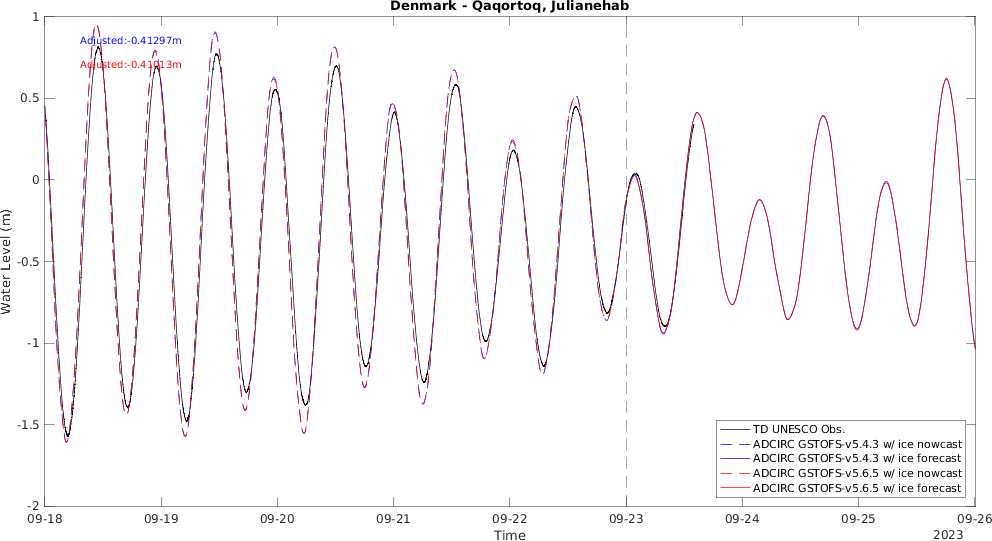 Denmark - Qaqortoq, Julianehab
Adjusted:-0.41297m
Adjusted:-0.41013m
1
0.5
0
-0.5
-1
-1.5
-2
Water Level (m)
09-18
09-19
09-20
09-21
09-22
09-23
09-24
09-25
09-26
Time
2023
TD UNESCO Obs.
ADCIRC GSTOFS-v5.4.3 w/ ice nowcast
ADCIRC GSTOFS-v5.4.3 w/ ice forecast
ADCIRC GSTOFS-v5.6.5 w/ ice nowcast
ADCIRC GSTOFS-v5.6.5 w/ ice forecast